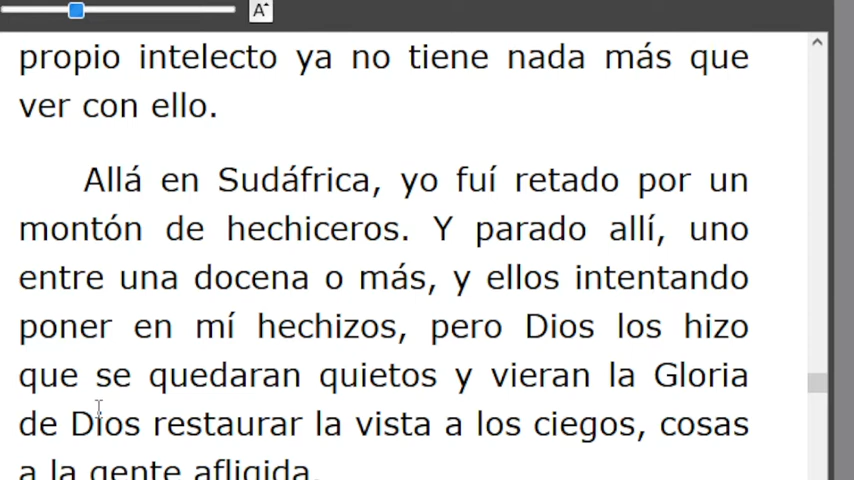 A
propio intelecto ya no tiene nada más que
ver con ello.
Allá en Sudáfrica, yo fuí retado por un
montón de hechiceros. Y parado allí, uno
entre una docena o más, y ellos intentando
poner en mí hechizos, pero Dios los hizo
que se quedaran quietos y vieran la Gloria
de Dios restaurar la vista a los ciegos, cosas
a la gente afligida.